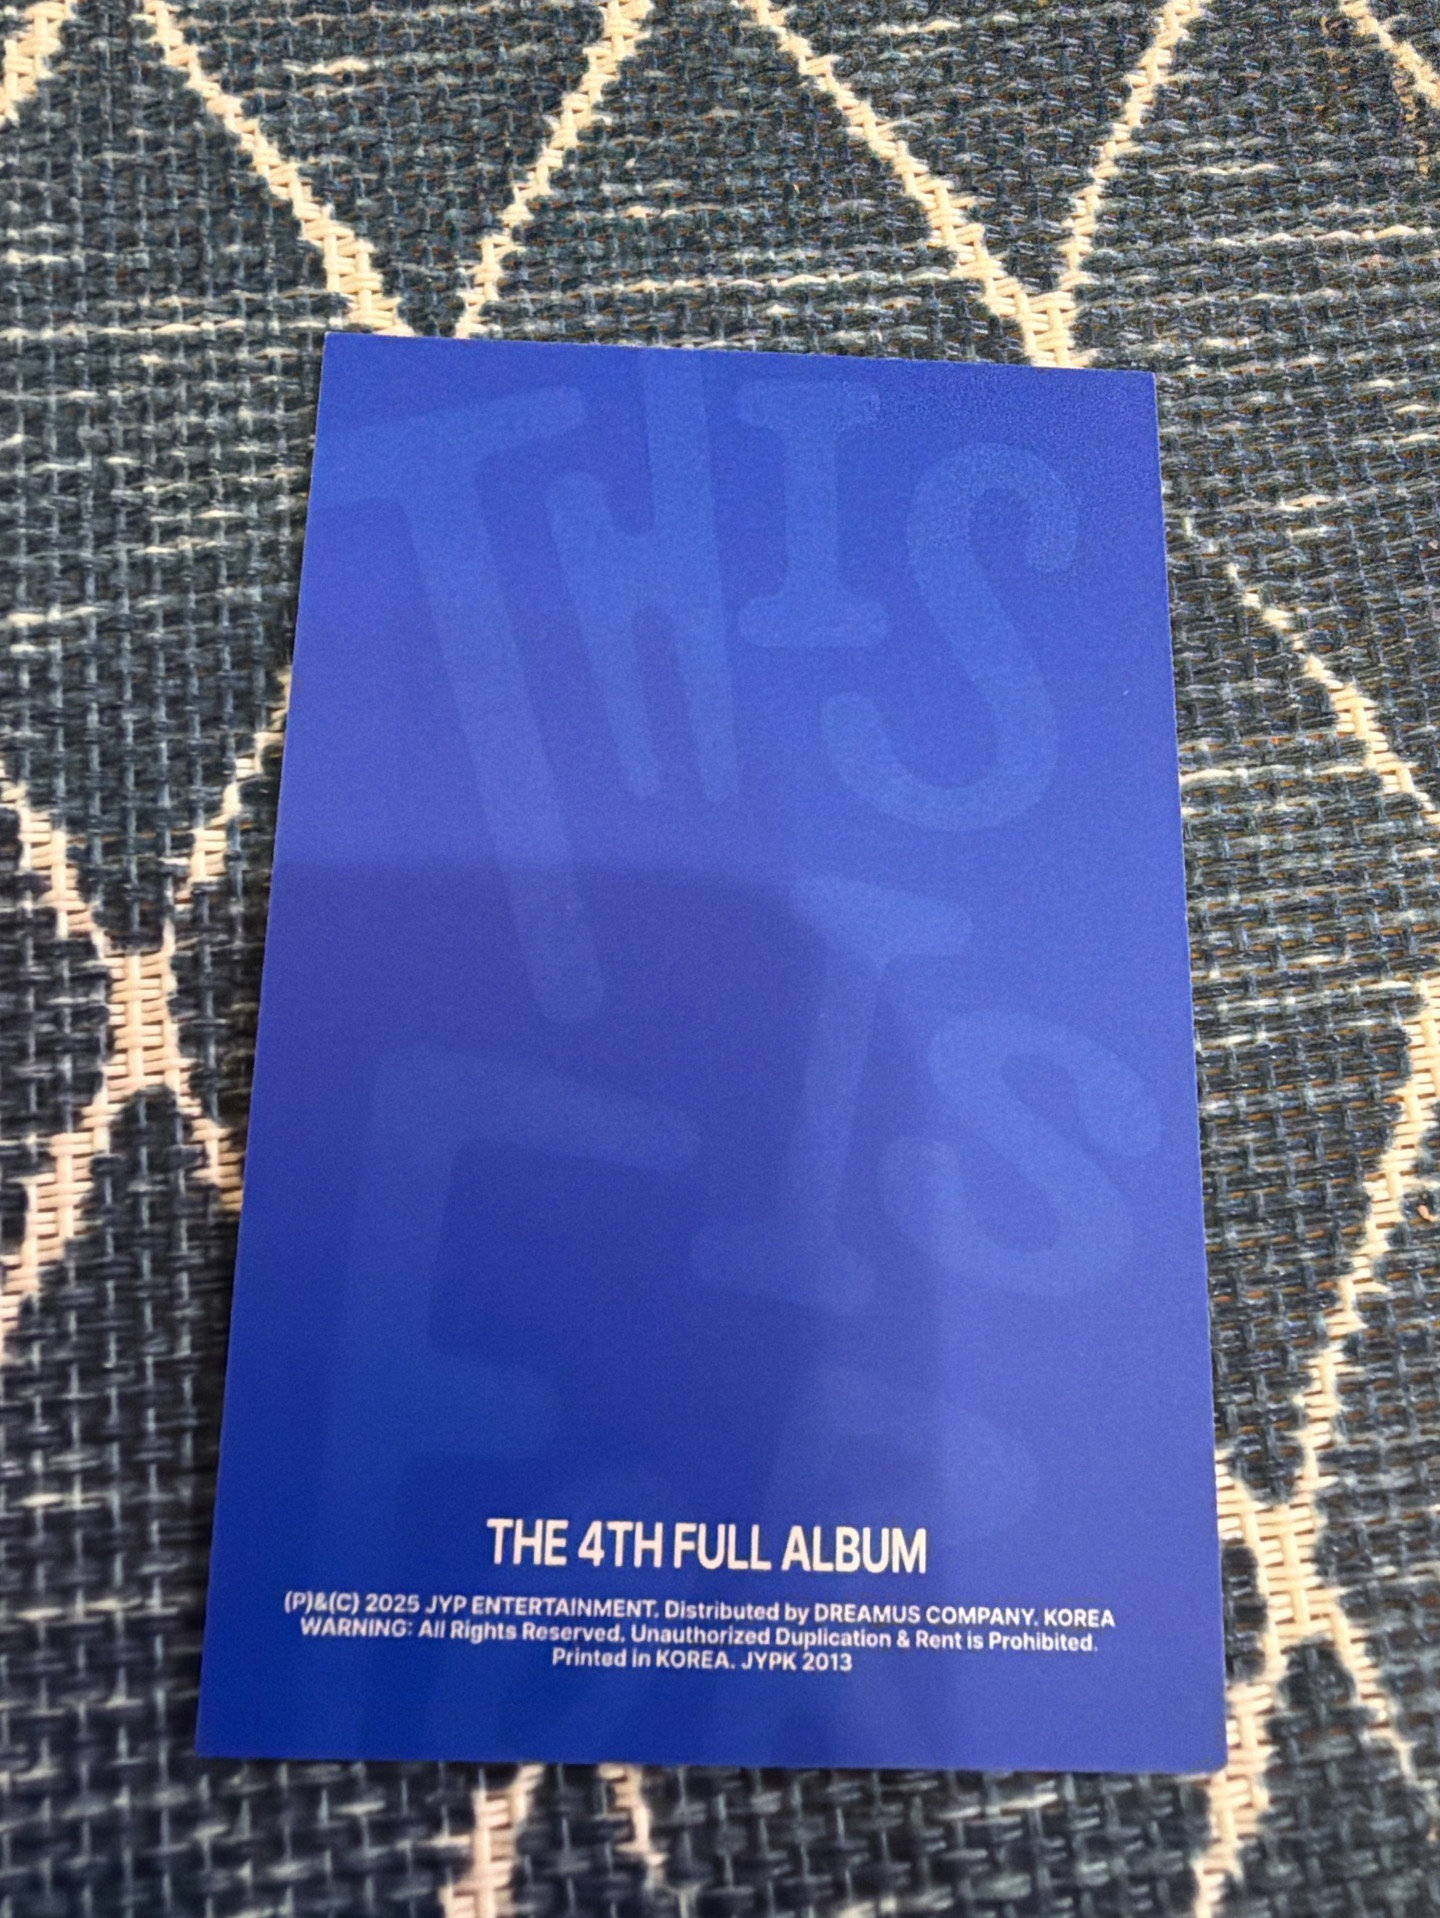 THIS
IS
THE 4TH FULL ALBUM
(P)&(C) 2025 JYP ENTERTAINMENT. Distributed by DREAMUS COMPANY. KOREA
WARNING: All Rights Reserved. Unauthorized Duplication & Rent is Prohibited.
Printed in KOREA. JYPK 2013